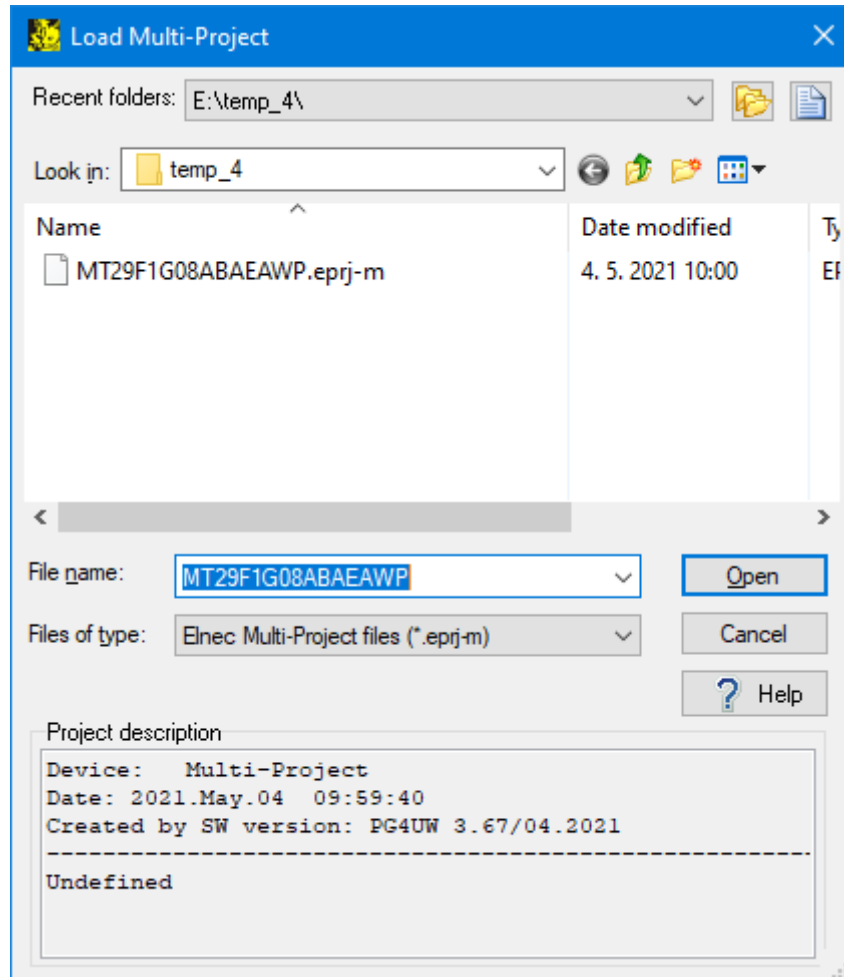 Load Multi-Project
Recent folders: E:\temp_4\
Look in: temp_4
Name Date modified Ty
MT29F1G08ABAEAWP.eprj-m 4. 5. 2021 10:00 EF
File name: MT29F1G08ABAEAWP Open
Files of type: Elnec Multi-Project files (*.eprj-m) Cancel
? Help
Project description
Device:   Multi-Project
Date: 2021.May.04  09:59:40
Created by SW version: PG4UW 3.67/04.2021
------------------------------------------------------------
Undefined